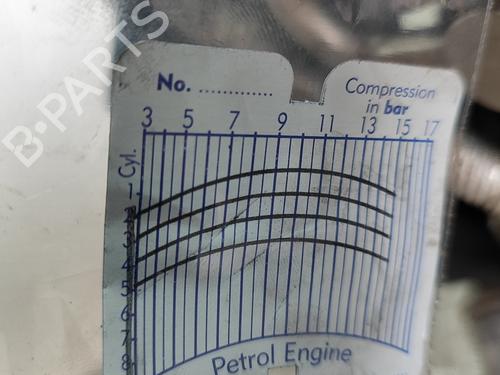 B-PARTS
No. .............
Compression
in bar
3 5 7 9 11 13 15 17
Cyl.
1
2
3
4
5
6
7
8
Petrol Engine